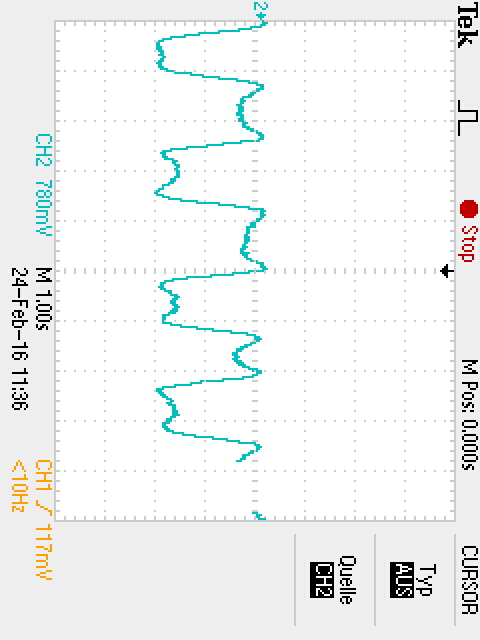 Tek
Stop
M Pos: 0.000s
CURSOR
Typ
AUS
Quelle
CH2
2
CH2 780mV
M 1.00s
CH1 / 117mV
24-Feb-16 11:36
<10Hz